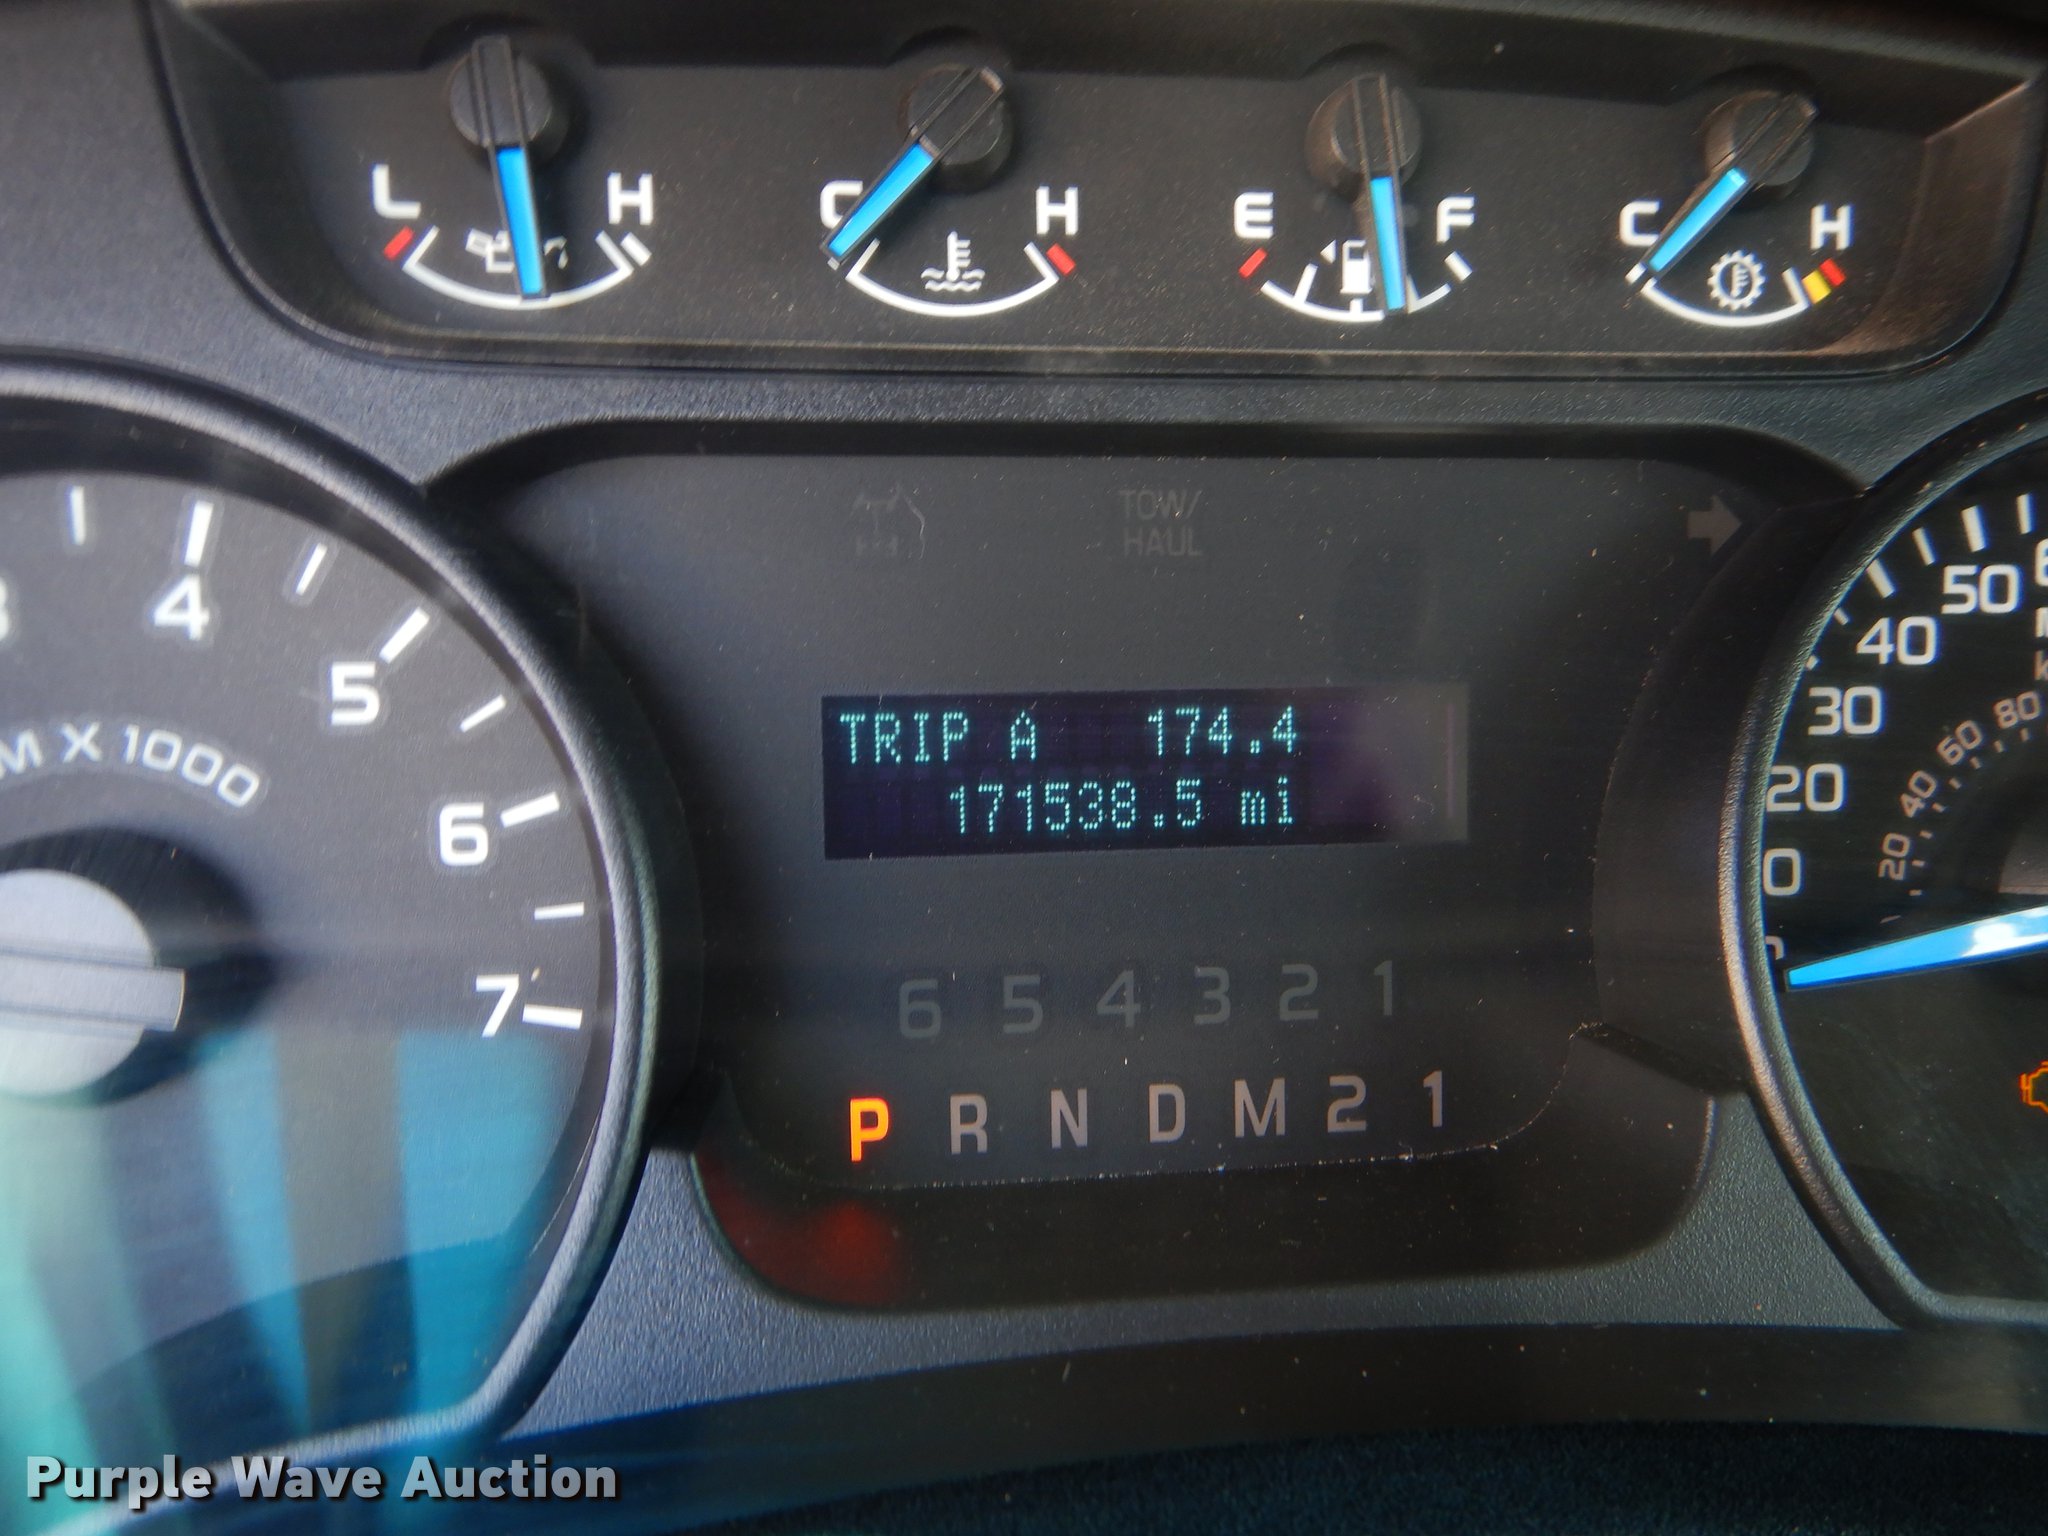 L H
C H
E F
C H
TOW/
HAUL
4
5
6
7
X 1000
TRIP A 174.4
171538.5 mi
6 5 4 3 2 1
P R N D M 2 1
50
40
30
20
80
60
40
20
Purple Wave Auction